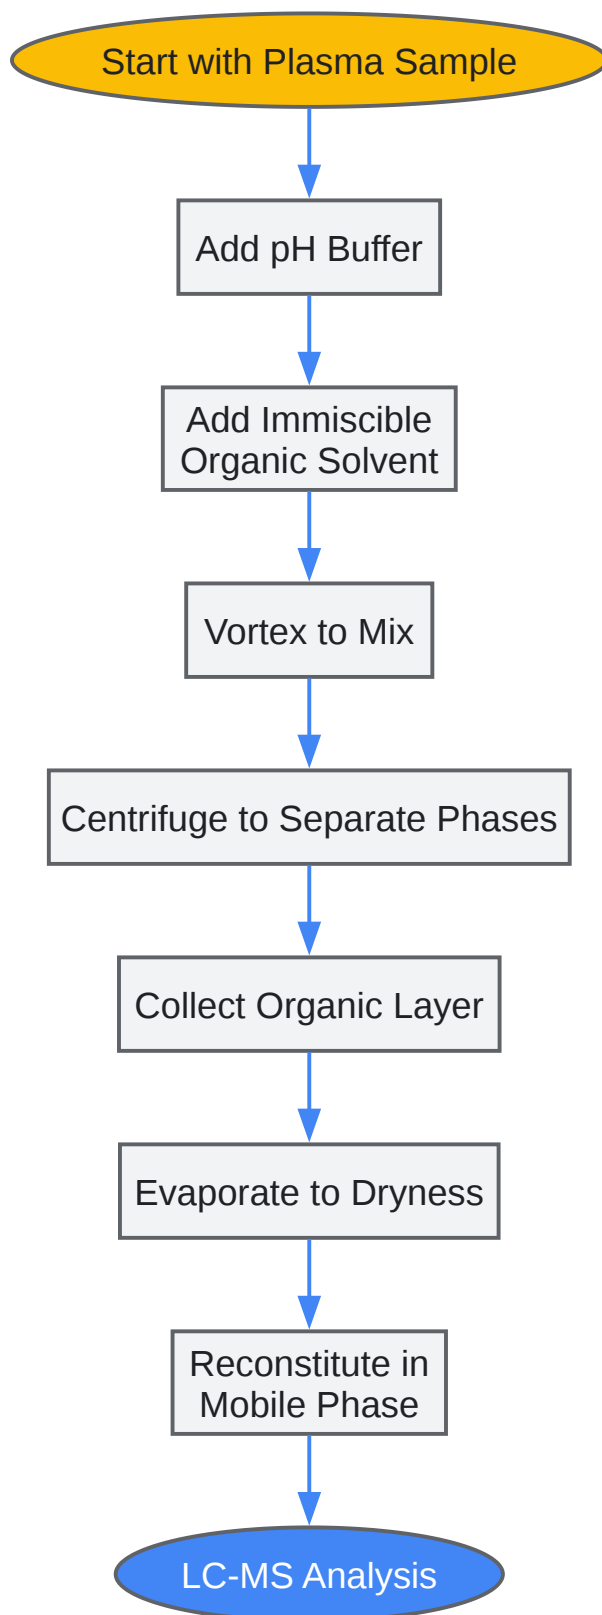 Start with Plasma Sample
Add pH Buffer
Add Immiscible
Organic Solvent
Vortex to Mix
Centrifuge to Separate Phases
Collect Organic Layer
Evaporate to Dryness
Reconstitute in
Mobile Phase
LC-MS Analysis